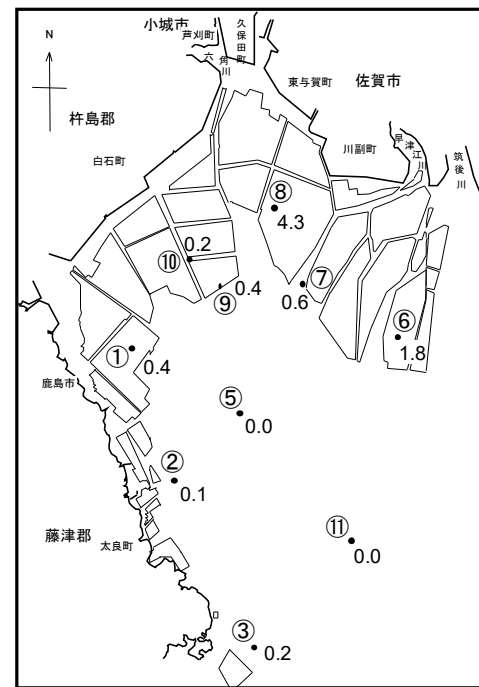 小城市
芦刈町
久保田町
N
六角川
東与賀町
佐賀市
杵島郡
川副町
早津江川
筑後川
白石町
⑧
4.3
0.2
⑩
⑦
0.4
⑨
0.6
⑥
①
1.8
0.4
鹿島市
⑤
0.0
②
0.1
⑪
藤津郡
太良町
0.0
③
0.2